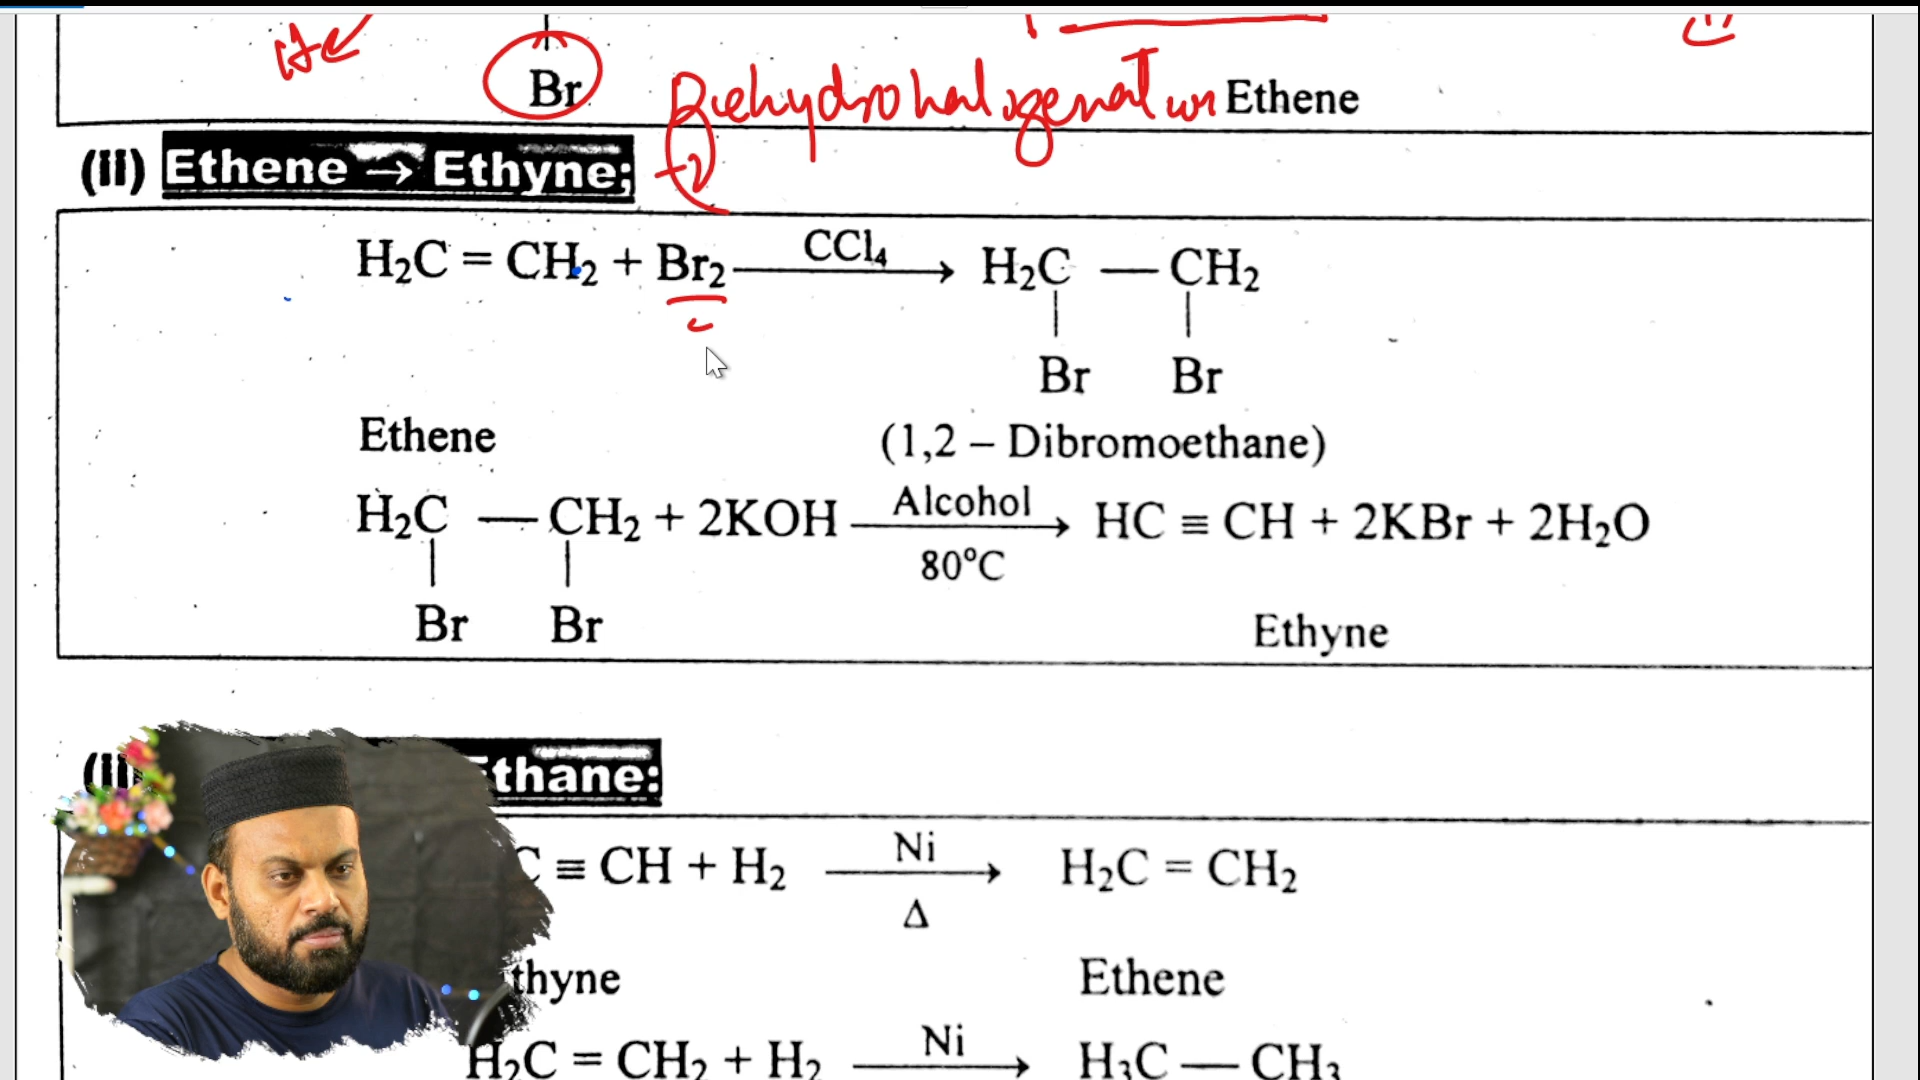 Br
Dehydrohalogenation Ethene
+2
(ii) Ethene → Ethyne;
H₂C = CH₂ + Br₂ CCl₄ → H₂C — CH₂
Br Br
Ethene (1,2 – Dibromoethane)
H₂C — CH₂ + 2KOH Alcohol 80°C → HC ≡ CH + 2KBr + 2H₂O
Br Br
Ethyne
thane:
C ≡ CH + H₂ Ni Δ → H₂C = CH₂
thyne Ethene
H₂C = CH₂ + H₂ Ni → H₃C — CH₃